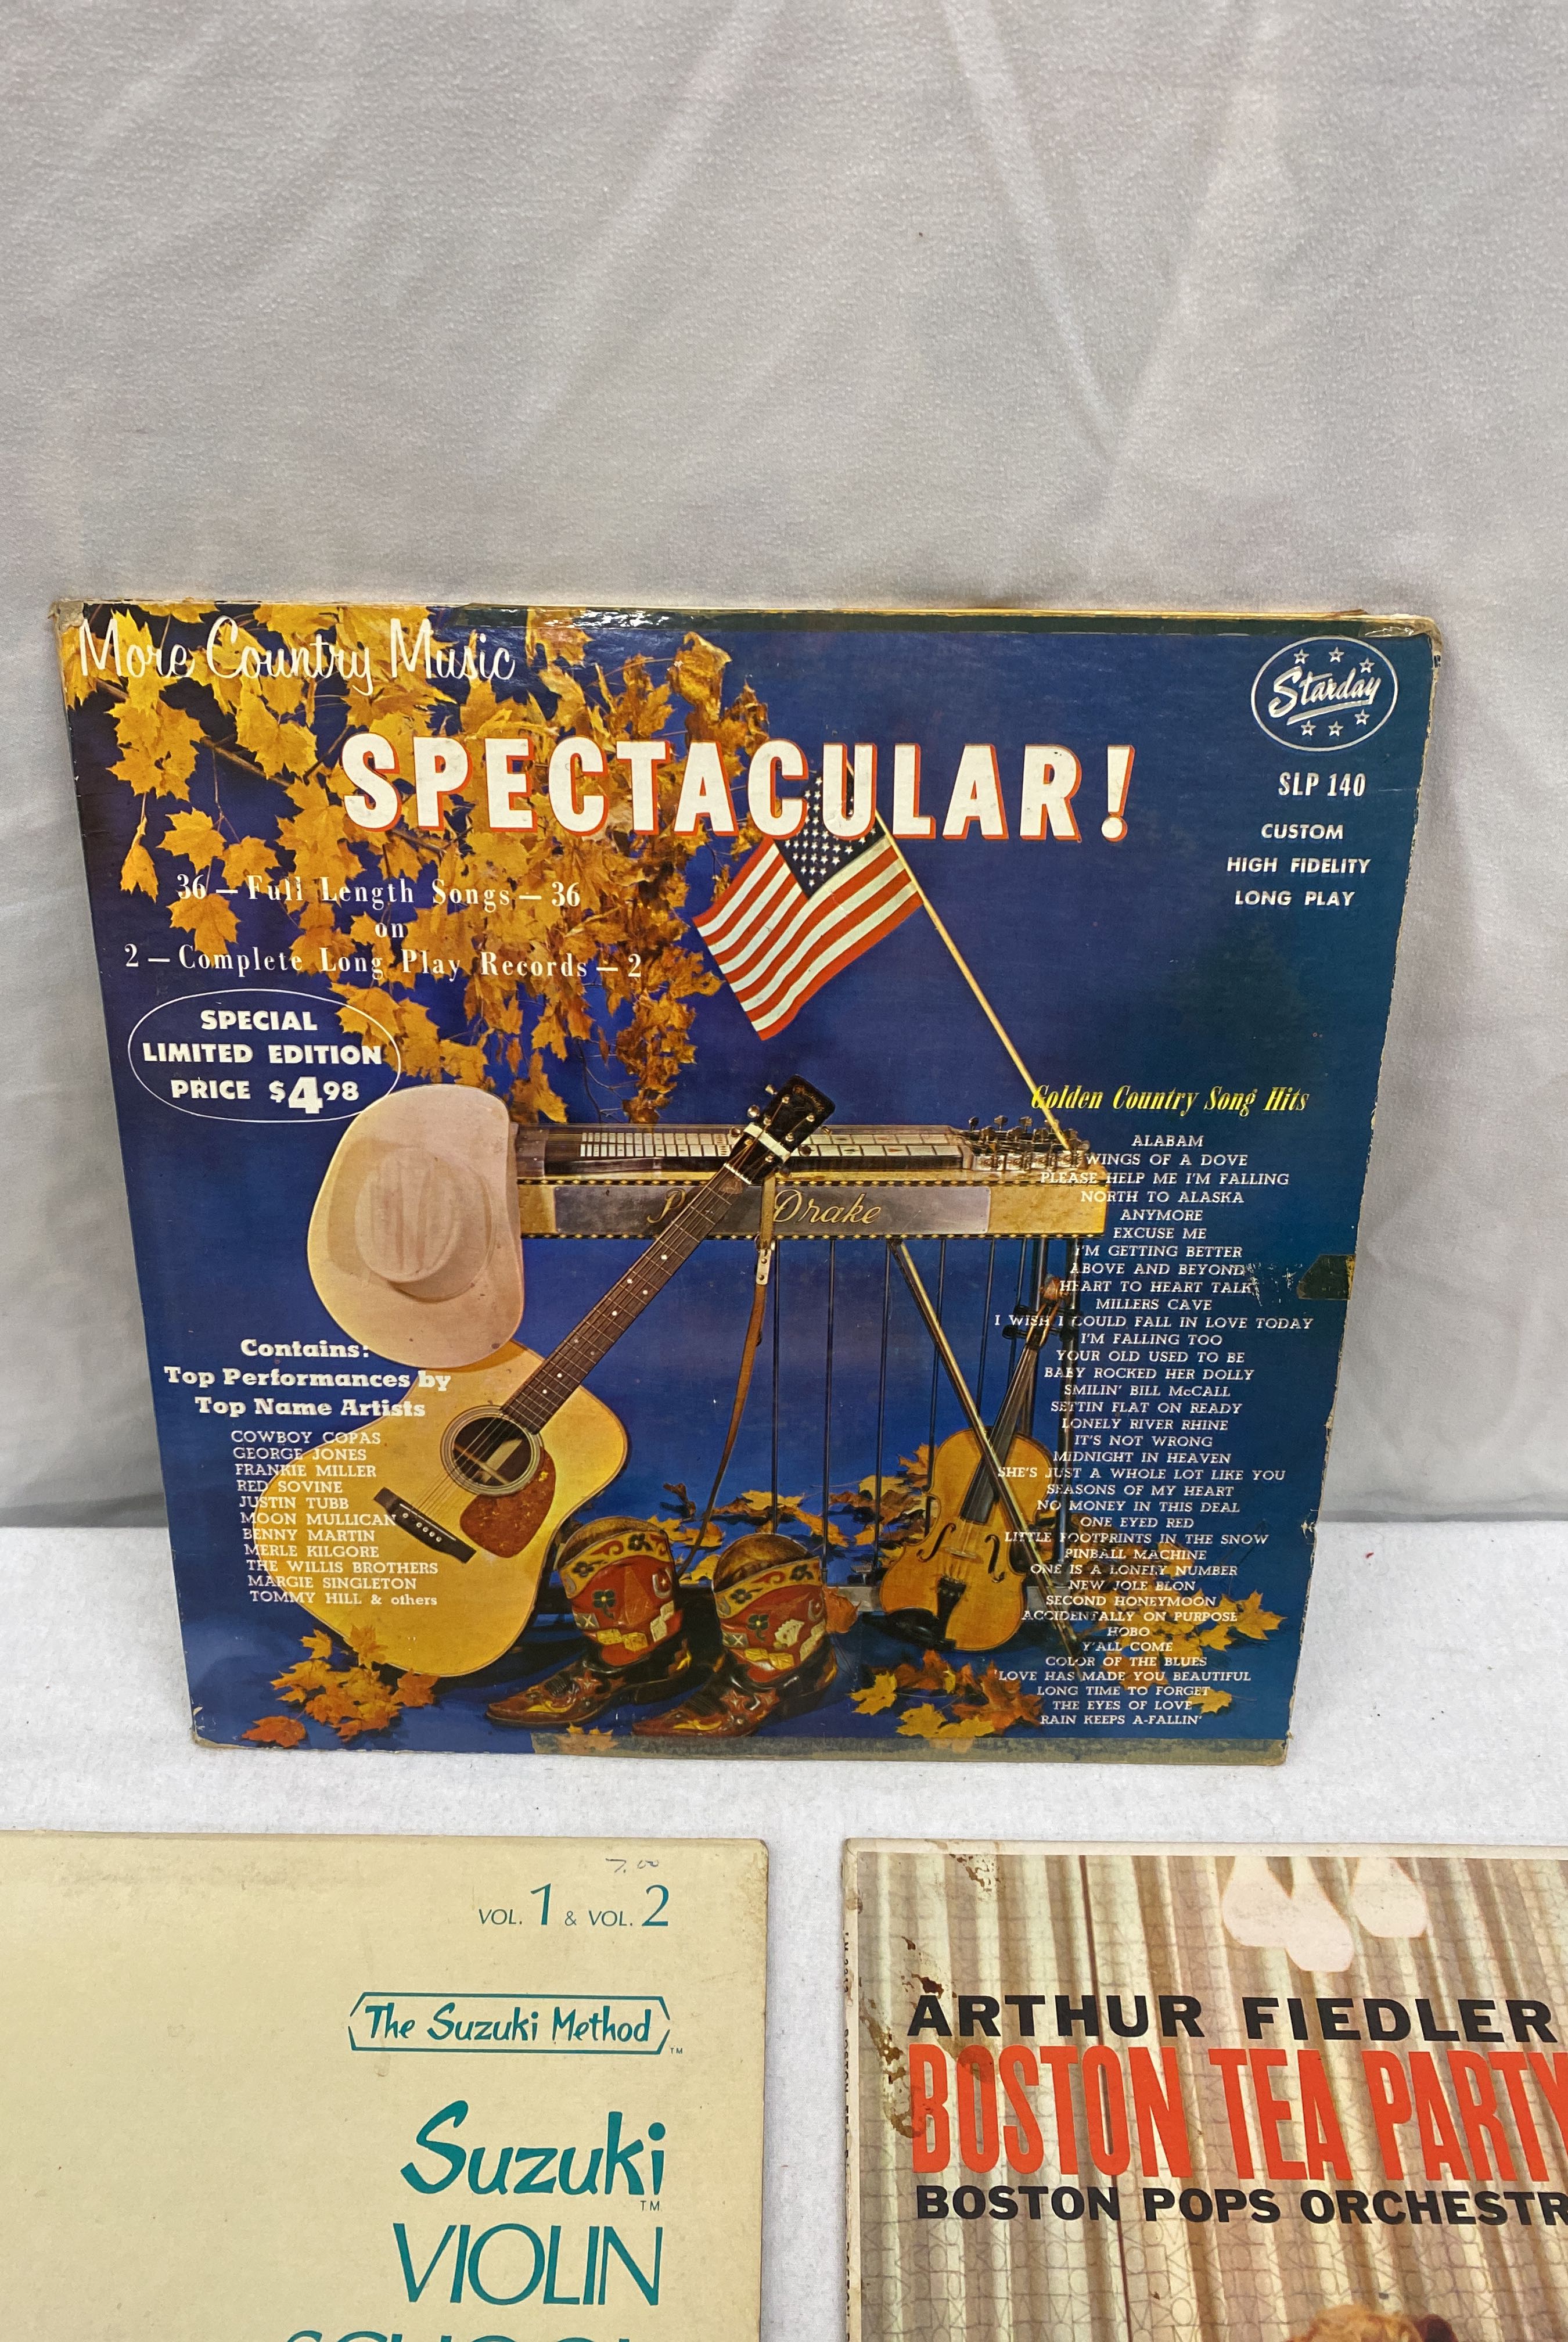 More Country Music
SPECTACULAR!
Starday
SLP 140
CUSTOM
HIGH FIDELITY
LONG PLAY
36 — Full Length Songs — 36
on
2 — Complete Long Play Records — 2
SPECIAL
LIMITED EDITION
PRICE $4.98
Drake
Contains:
Top Performances by
Top Name Artists
COWBOY COPAS
GEORGE JONES
FRANKIE MILLER
RED SOVINE
JUSTIN TUBB
MOON MULLICAN
BENNY MARTIN
MERLE KILGORE
THE WILLIS BROTHERS
MARGIE SINGLETON
TOMMY HILL & others
Golden Country Song Hits
ALABAM
WINGS OF A DOVE
PLEASE HELP ME I'M FALLING
NORTH TO ALASKA
ANYMORE
EXCUSE ME
I'M GETTING BETTER
ABOVE AND BEYOND
HEART TO HEART TALK
MILLERS CAVE
I WISH I COULD FALL IN LOVE TODAY
I'M FALLING TOO
YOUR OLD USED TO BE
BABY ROCKED HER DOLLY
SMILIN' BILL McCALL
SETTIN FLAT ON READY
LONELY RIVER RHINE
IT'S NOT WRONG
MIDNIGHT IN HEAVEN
SHE'S JUST A WHOLE LOT LIKE YOU
SEASONS OF MY HEART
NO MONEY IN THIS DEAL
ONE EYED RED
LITTLE FOOTPRINTS IN THE SNOW
PINBALL MACHINE
ONE IS A LONELY NUMBER
NEW JOLE BLON
SECOND HONEYMOON
ACCIDENTALLY ON PURPOSE
HOBO
Y'ALL COME
COLOR OF THE BLUES
LOVE HAS MADE YOU BEAUTIFUL
LONG TIME TO FORGET
THE EYES OF LOVE
RAIN KEEPS A-FALLIN'
7.00
VOL. 1 & VOL. 2
The Suzuki Method™
Suzuki™
VIOLIN
ARTHUR FIEDLER
BOSTON TEA PARTY
BOSTON POPS ORCHESTR